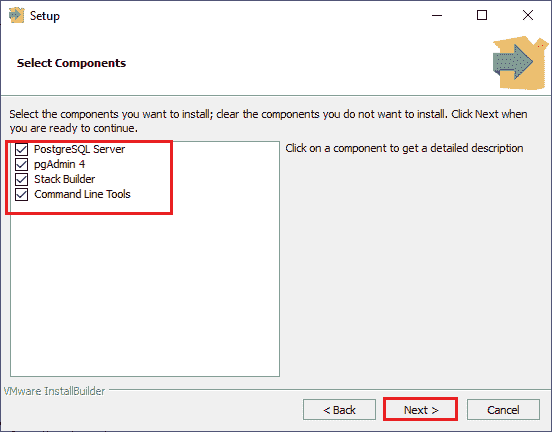 Setup
Select Components
Select the components you want to install; clear the components you do not want to install. Click Next when
you are ready to continue.
PostgreSQL Server
pgAdmin 4
Stack Builder
Command Line Tools
Click on a component to get a detailed description
VMware InstallBuilder
< Back
Next >
Cancel